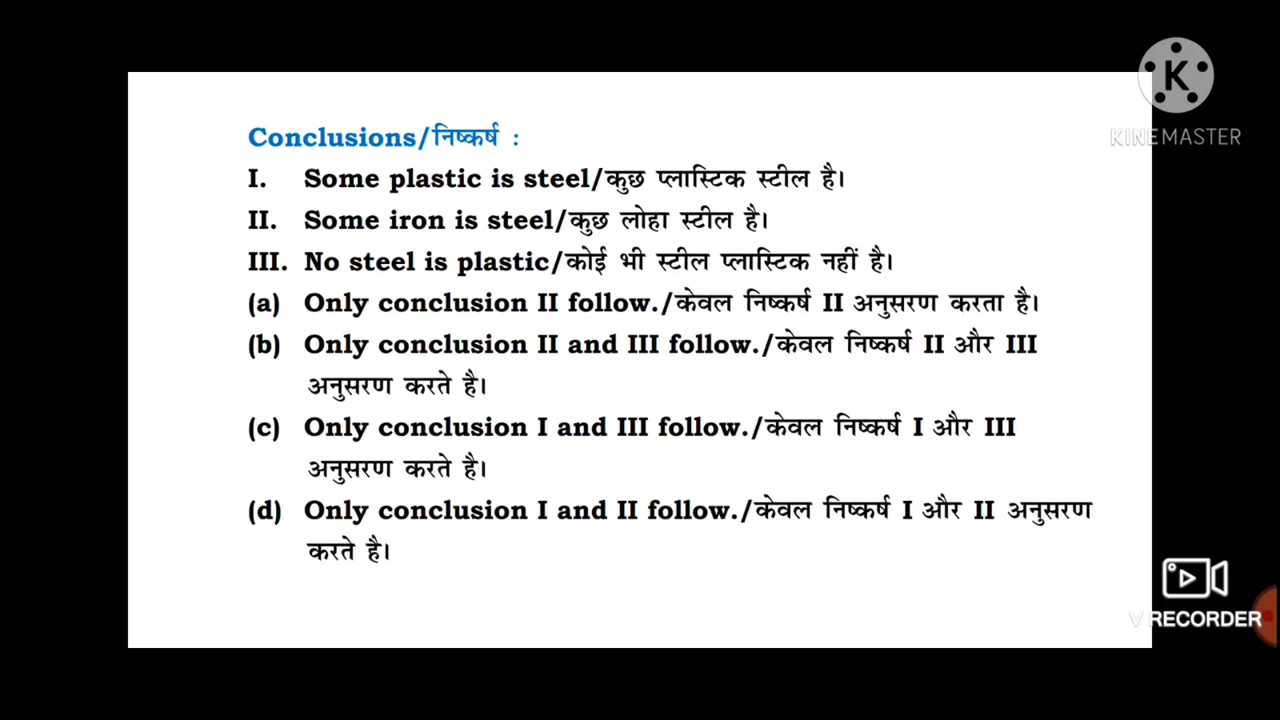 Conclusions/निष्कर्ष :
I. Some plastic is steel/कुछ प्लास्टिक स्टील है।
II. Some iron is steel/कुछ लोहा स्टील है।
III. No steel is plastic/कोई भी स्टील प्लास्टिक नहीं है।
(a) Only conclusion II follow./केवल निष्कर्ष II अनुसरण करता है।
(b) Only conclusion II and III follow./केवल निष्कर्ष II और III
अनुसरण करते है।
(c) Only conclusion I and III follow./केवल निष्कर्ष I और III
अनुसरण करते है।
(d) Only conclusion I and II follow./केवल निष्कर्ष I और II अनुसरण
करते है।
K
KINEMASTER
V RECORDER